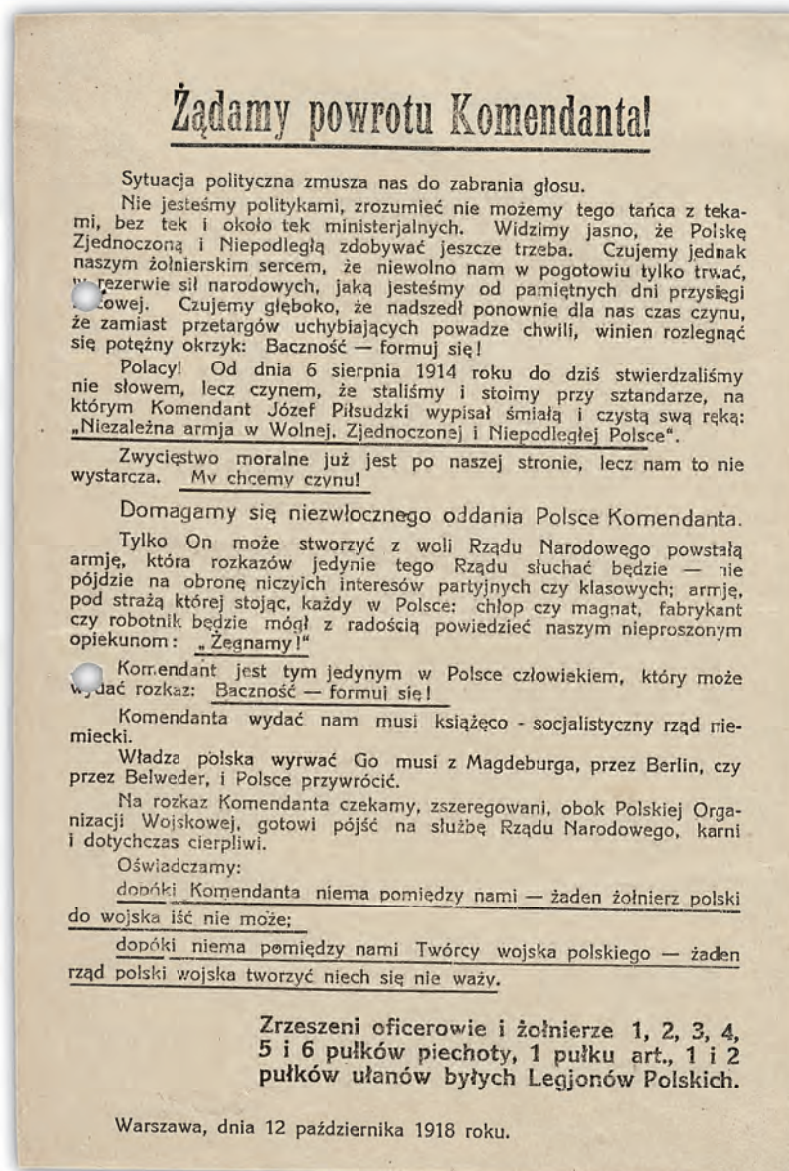 Żądamy powrotu Komendanta!
Sytuacja polityczna zmusza nas do zabrania głosu.
Nie jesteśmy politykami, zrozumieć nie możemy tego tańca z teka-
mi, bez tek i około tek ministerjalnych. Widzimy jasno, że Polskę
Zjednoczoną i Niepodległą zdobywać jeszcze trzeba. Czujemy jednak
naszym żołnierskim sercem, że niewolno nam w pogotowiu tylko trwać,
w rezerwie sił narodowych, jaką jesteśmy od pamiętnych dni przysięgi
Czujemy głęboko, że nadszedł ponownie dla nas czas czynu,
że zamiast przetargów uchybiających powadze chwili, winien rozlegnąć
się potężny okrzyk: Baczność — formuj się!
Polacy! Od dnia 6 sierpnia 1914 roku do dziś stwierdzaliśmy
nie słowem, lecz czynem, że staliśmy i stoimy przy sztandarze, na
którym Komendant Józef Piłsudzki wypisał śmiałą i czystą swą ręką:
„Niezależna armja w Wolnej, Zjednoczonej i Niepodległej Polsce“.
Zwycięstwo moralne już jest po naszej stronie, lecz nam to nie
wystarcza. My chcemy czynu!
Domagamy się niezwłocznego oddania Polsce Komendanta.
Tylko On może stworzyć z woli Rządu Narodowego powstałą
armję, która rozkazów jedynie tego Rządu słuchać będzie — nie
pójdzie na obronę niczyich interesów partyjnych czy klasowych; armję,
pod strażą której stojąc, każdy w Polsce: chłop czy magnat, fabrykant
czy robotnik będzie mógł z radością powiedzieć naszym nieproszonym
opiekunom: „Żegnamy!“
Komendant jest tym jedynym w Polsce człowiekiem, który może
wydać rozkaz: Baczność — formuj się!
Komendanta wydać nam musi książęco - socjalistyczny rząd nie-
miecki.
Władza polska wyrwać Go musi z Magdeburga, przez Berlin, czy
przez Belweder, i Polsce przywrócić.
Na rozkaz Komendanta czekamy, zszeregowani, obok Polskiej Orga-
nizacji Wojskowej, gotowi pójść na służbę Rządu Narodowego, karni
i dotychczas cierpliwi.
Oświadczamy:
dopóki Komendanta niema pomiędzy nami — żaden żołnierz polski
do wojska iść nie może;
dopóki niema pomiędzy nami Twórcy wojska polskiego — żaden
rząd polski wojska tworzyć niech się nie waży.
Zrzeszeni oficerowie i żołnierze 1, 2, 3, 4,
5 i 6 pułków piechoty, 1 pułku art., 1 i 2
pułków ułanów byłych Legjonów Polskich.
Warszawa, dnia 12 października 1918 roku.